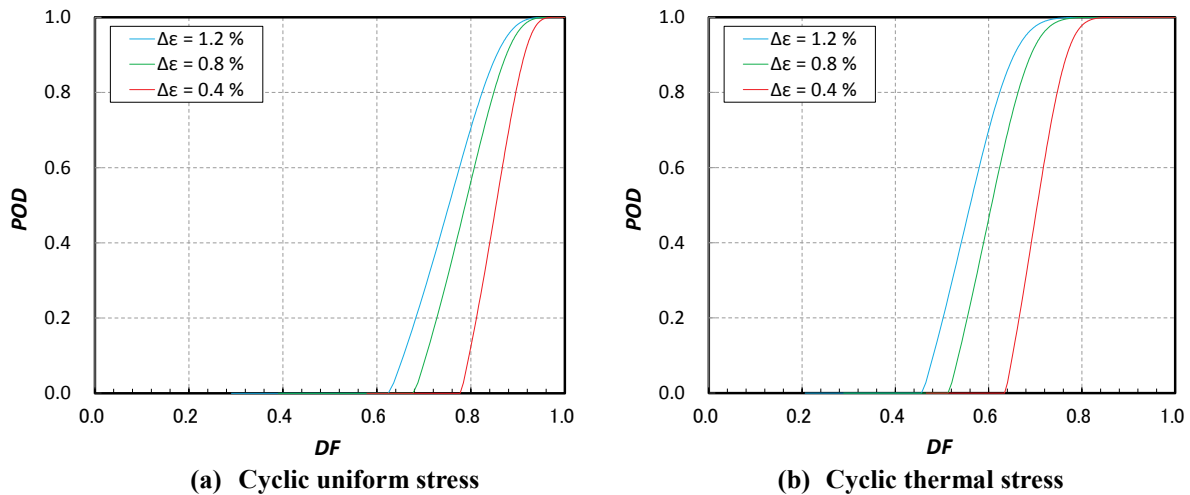 1.0
0.8
0.6
0.4
0.2
0.0
POD
Δε = 1.2 %
Δε = 0.8 %
Δε = 0.4 %
0.0 0.2 0.4 0.6 0.8 1.0
DF
(a) Cyclic uniform stress
1.0
0.8
0.6
0.4
0.2
0.0
POD
Δε = 1.2 %
Δε = 0.8 %
Δε = 0.4 %
0.0 0.2 0.4 0.6 0.8 1.0
DF
(b) Cyclic thermal stress